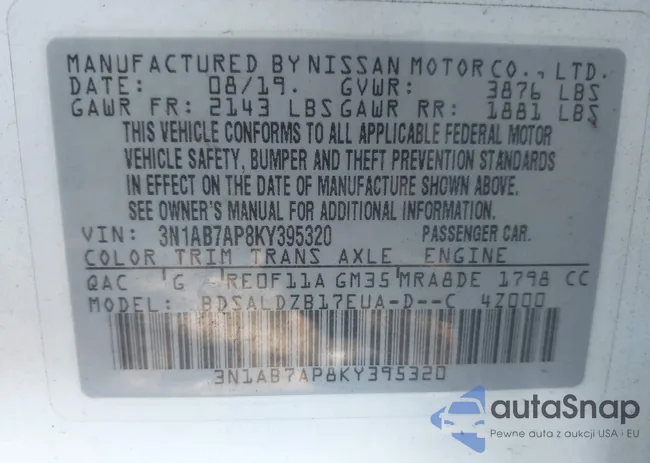 MANUFACTURED BY NISSAN MOTOR CO., LTD.
DATE: 08/19. GVWR: 3876 LBS
GAWR FR: 2143 LBS GAWR RR: 1881 LBS
THIS VEHICLE CONFORMS TO ALL APPLICABLE FEDERAL MOTOR
VEHICLE SAFETY, BUMPER AND THEFT PREVENTION STANDARDS
IN EFFECT ON THE DATE OF MANUFACTURE SHOWN ABOVE.
SEE OWNER'S MANUAL FOR ADDITIONAL INFORMATION.
VIN: 3N1AB7AP8KY395320 PASSENGER CAR.
COLOR TRIM TRANS AXLE ENGINE
QAC G RE0F11A GM35 MRA8DE 1798 CC
MODEL: BDSALDZB17EUA-D--C 4Z000
3N1AB7AP8KY395320
autaSnap
Pewne auta z aukcji USA i EU